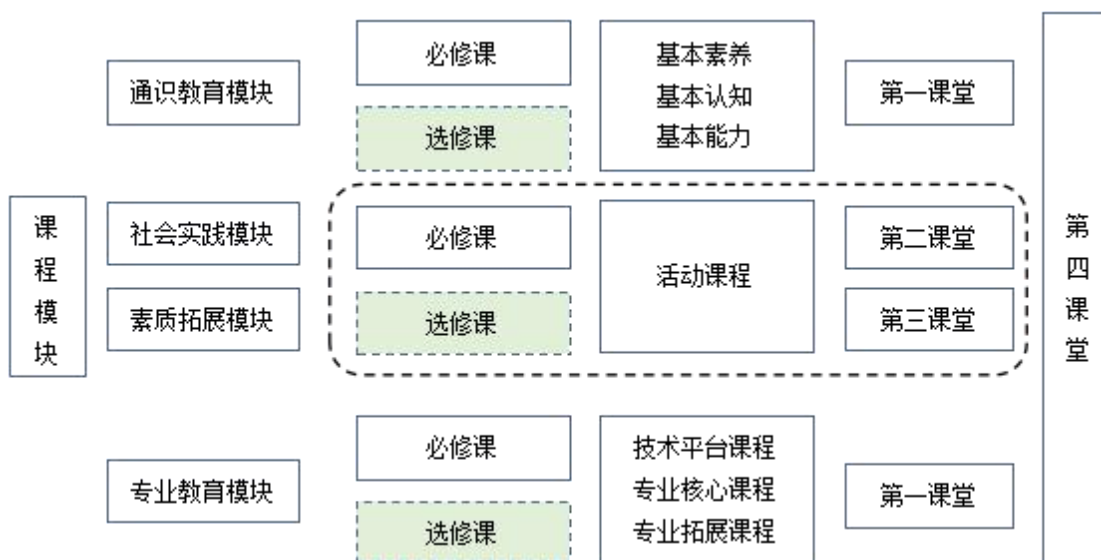 课程模块
通识教育模块
必修课
选修课
基本素养
基本认知
基本能力
第一课堂
社会实践模块
素质拓展模块
必修课
选修课
活动课程
第二课堂
第三课堂
专业教育模块
必修课
选修课
技术平台课程
专业核心课程
专业拓展课程
第一课堂
第四课堂